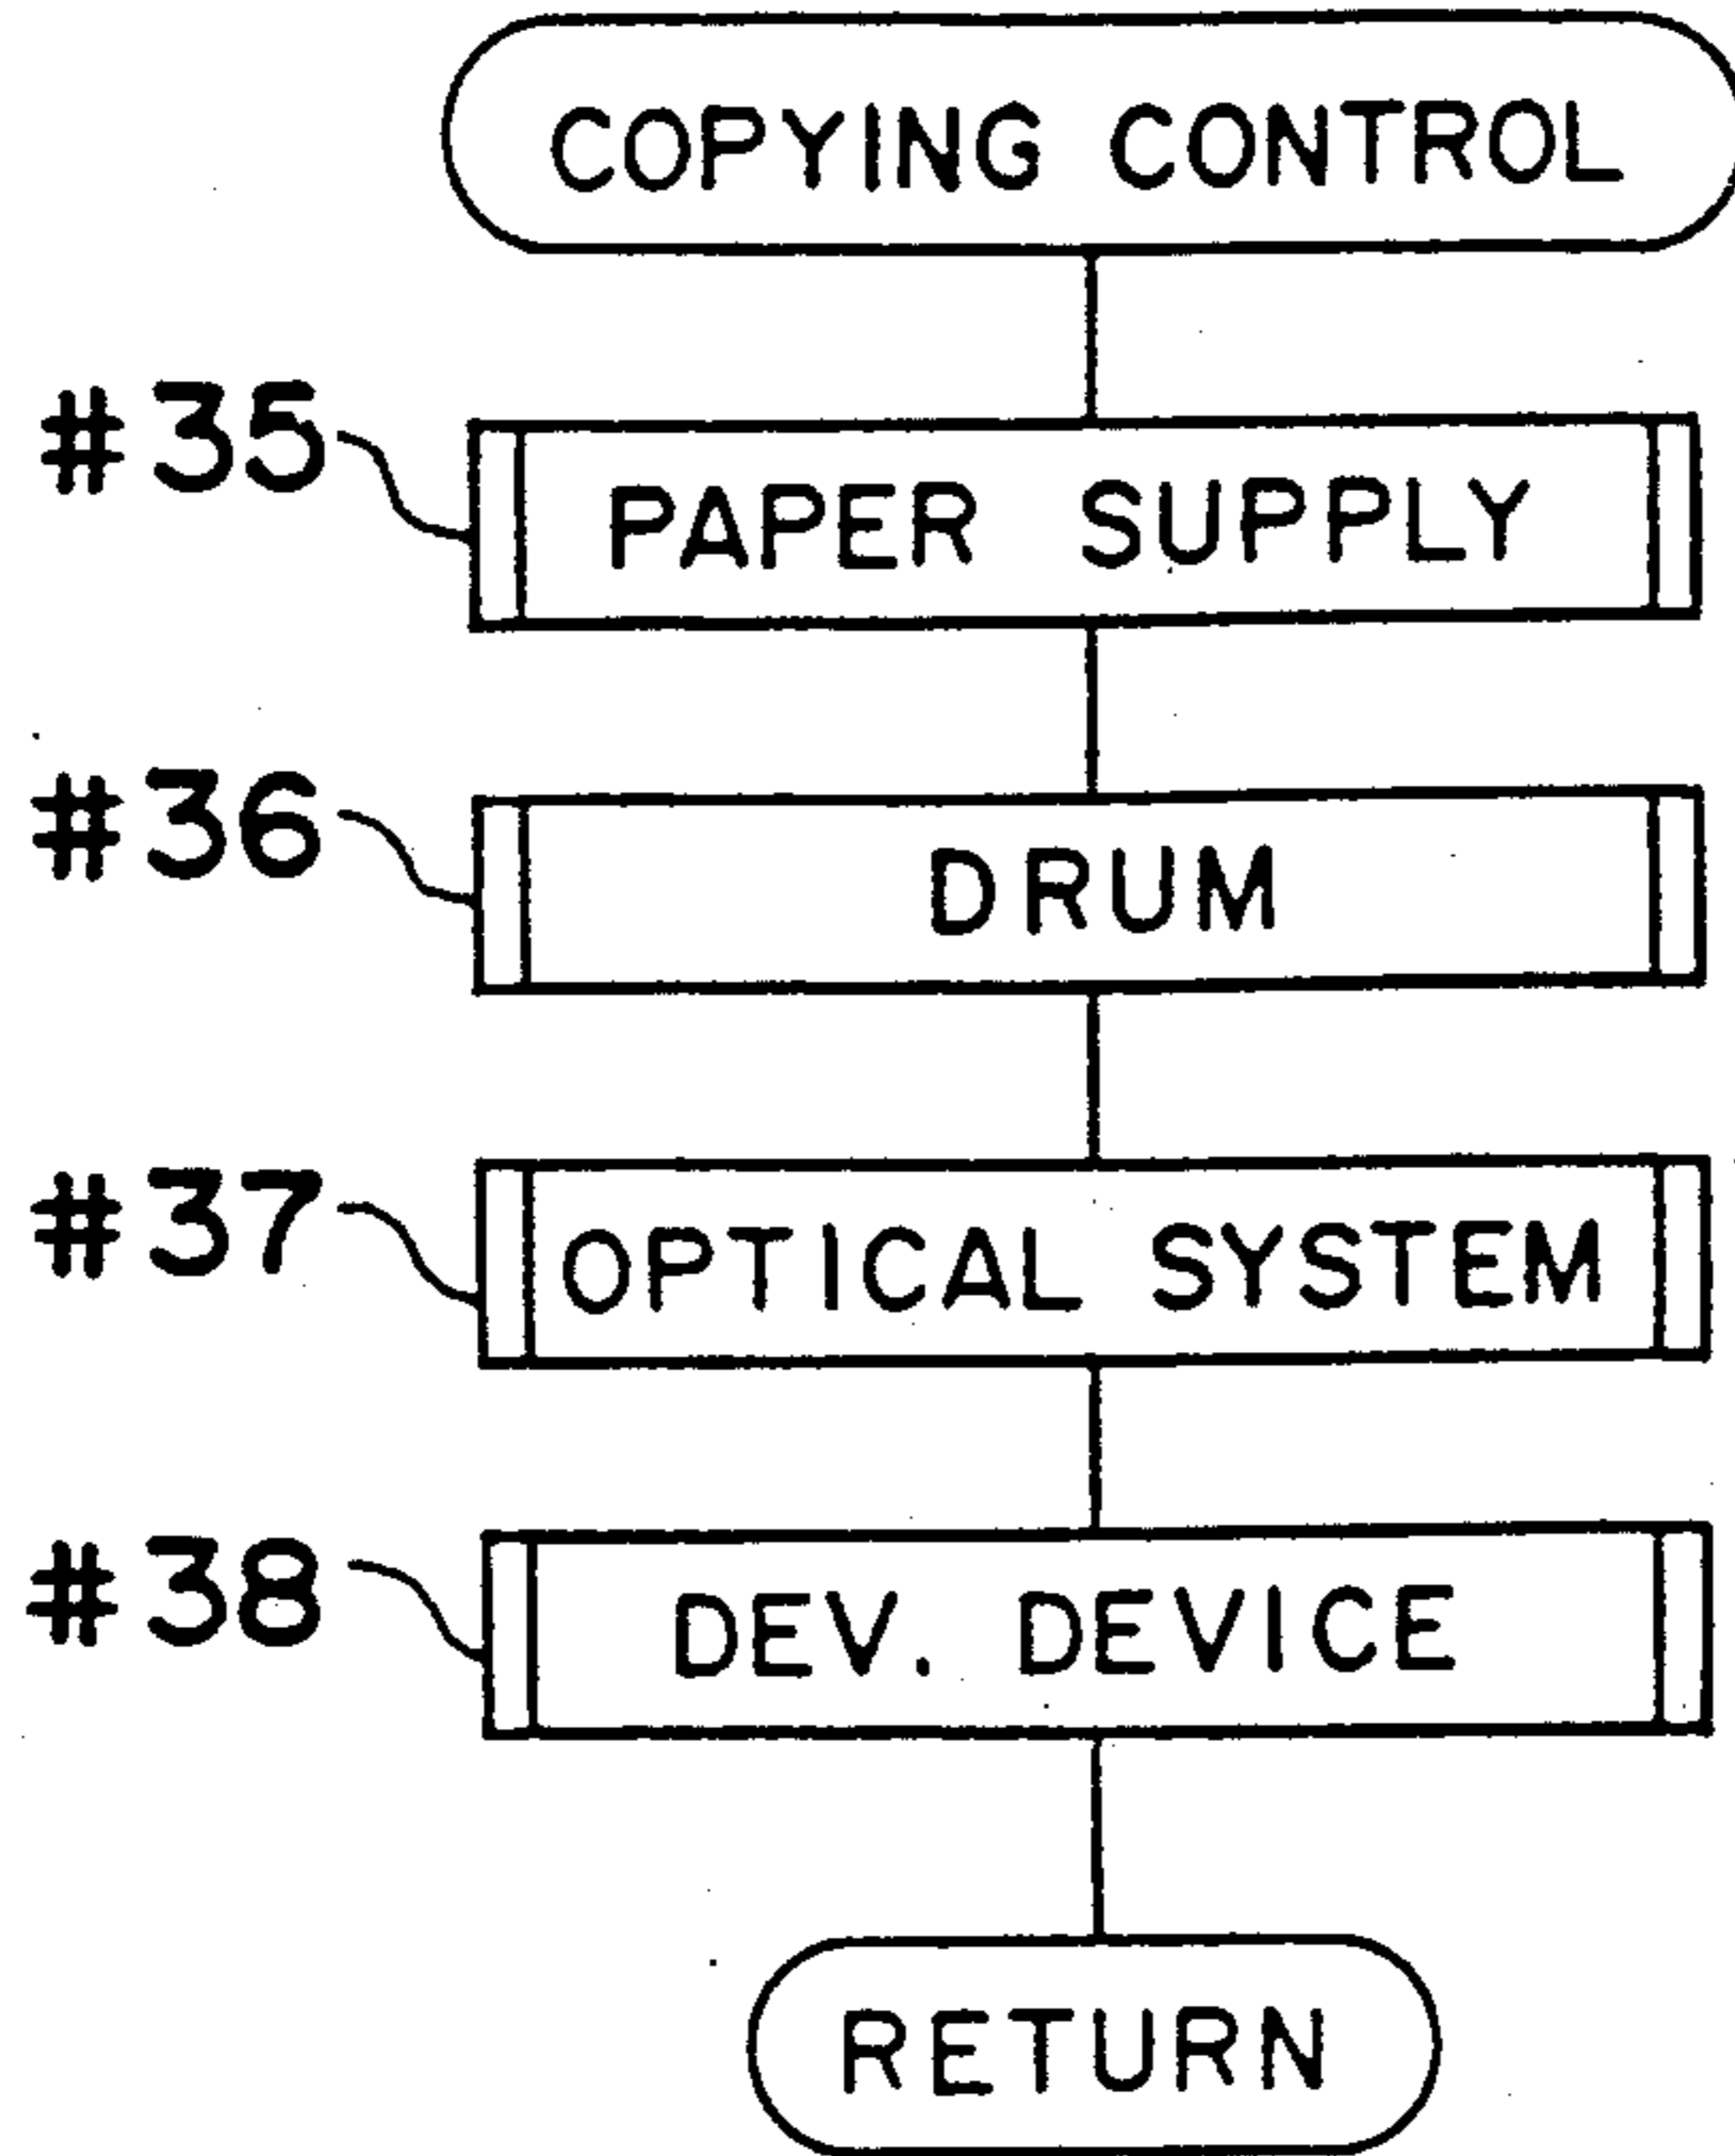 COPYING CONTROL
#35
PAPER SUPPLY
#36
DRUM
#37
OPTICAL SYSTEM
#38
DEV. DEVICE
RETURN